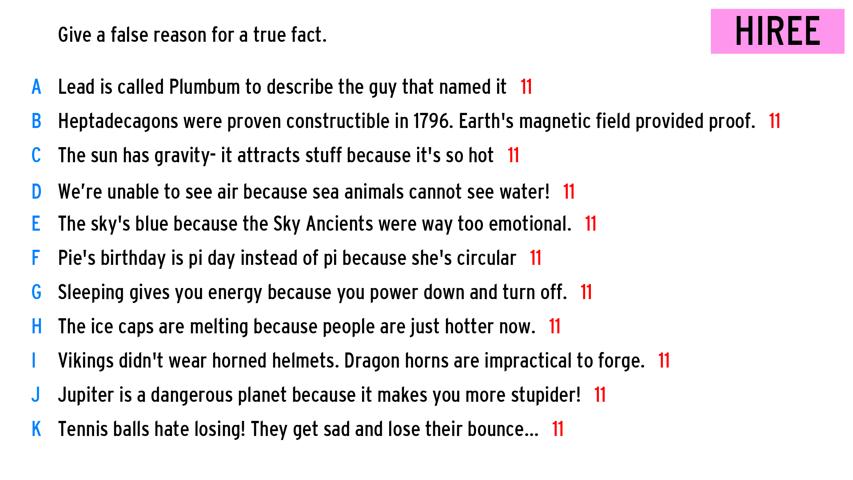 Give a false reason for a true fact.
HIREE
A Lead is called Plumbum to describe the guy that named it 11
B Heptadecagons were proven constructible in 1796. Earth's magnetic field provided proof. 11
C The sun has gravity- it attracts stuff because it's so hot 11
D We’re unable to see air because sea animals cannot see water! 11
E The sky's blue because the Sky Ancients were way too emotional. 11
F Pie's birthday is pi day instead of pi because she's circular 11
G Sleeping gives you energy because you power down and turn off. 11
H The ice caps are melting because people are just hotter now. 11
I Vikings didn't wear horned helmets. Dragon horns are impractical to forge. 11
J Jupiter is a dangerous planet because it makes you more stupider! 11
K Tennis balls hate losing! They get sad and lose their bounce... 11